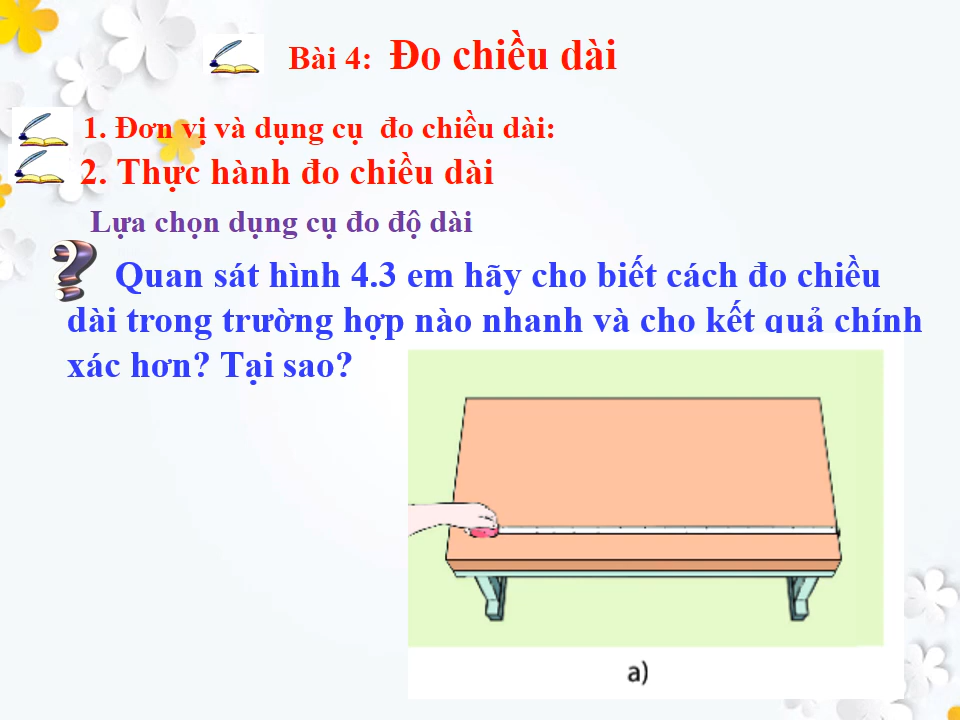 Bài 4: Đo chiều dài
1. Đơn vị và dụng cụ đo chiều dài:
2. Thực hành đo chiều dài
Lựa chọn dụng cụ đo độ dài
Quan sát hình 4.3 em hãy cho biết cách đo chiều
dài trong trường hợp nào nhanh và cho kết quả chính
xác hơn? Tại sao?
a)